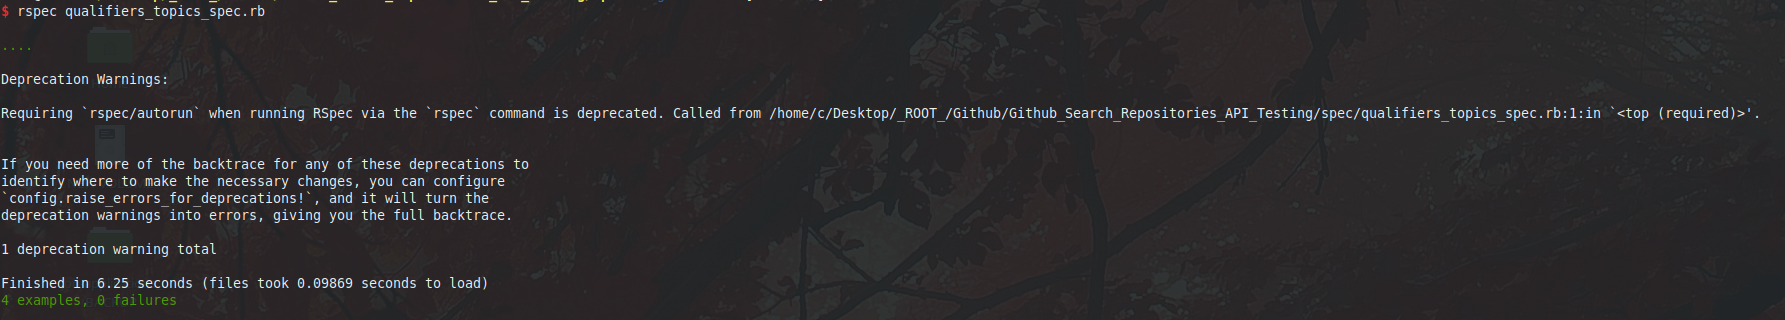 $ rspec qualifiers_topics_spec.rb
....
Deprecation Warnings:
Requiring `rspec/autorun` when running RSpec via the `rspec` command is deprecated. Called from /home/c/Desktop/_ROOT_/Github/Github_Search_Repositories_API_Testing/spec/qualifiers_topics_spec.rb:1:in `<top (required)>'.
If you need more of the backtrace for any of these deprecations to
identify where to make the necessary changes, you can configure
`config.raise_errors_for_deprecations!`, and it will turn the
deprecation warnings into errors, giving you the full backtrace.
1 deprecation warning total
Finished in 6.25 seconds (files took 0.09869 seconds to load)
4 examples, 0 failures